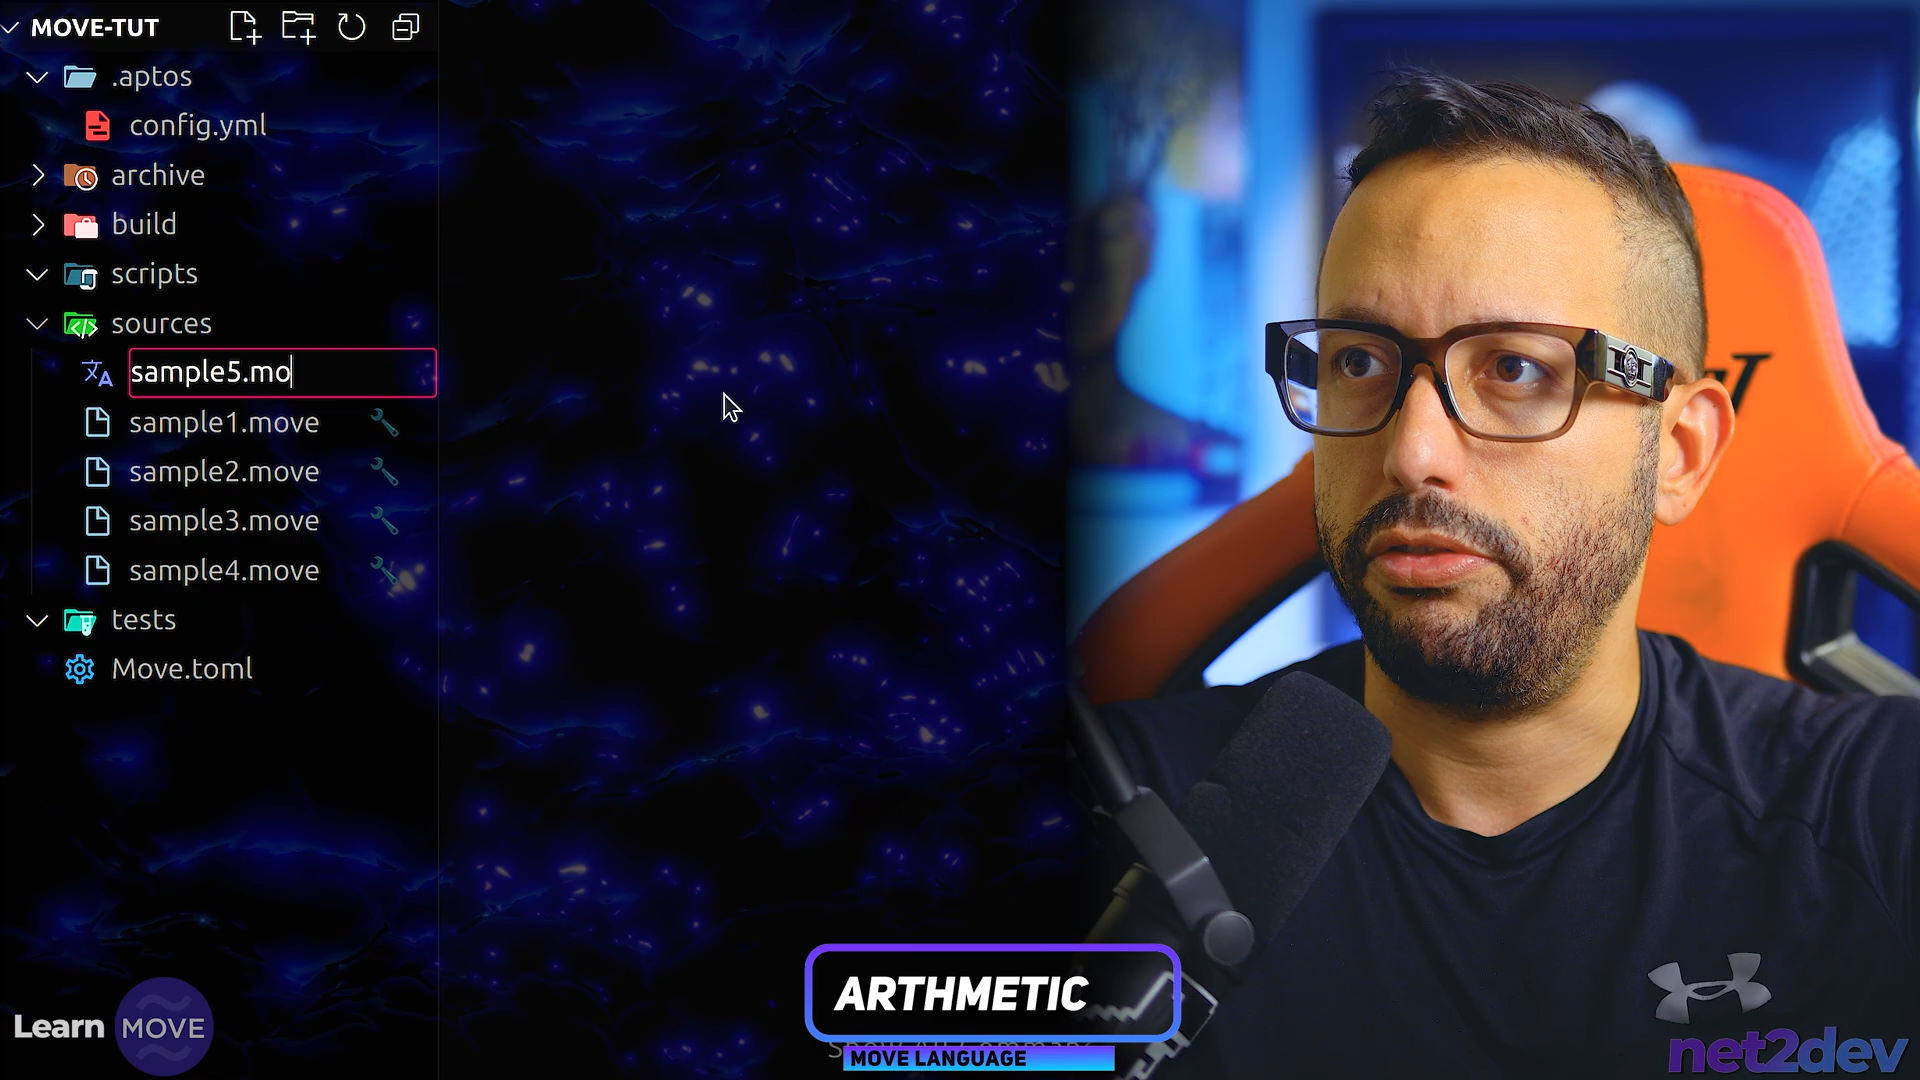 MOVE-TUT
.aptos
config.yml
archive
build
scripts
sources
sample5.mo
sample1.move
sample2.move
sample3.move
sample4.move
tests
Move.toml
ARTHMETIC
MOVE LANGUAGE
Learn MOVE
net2dev